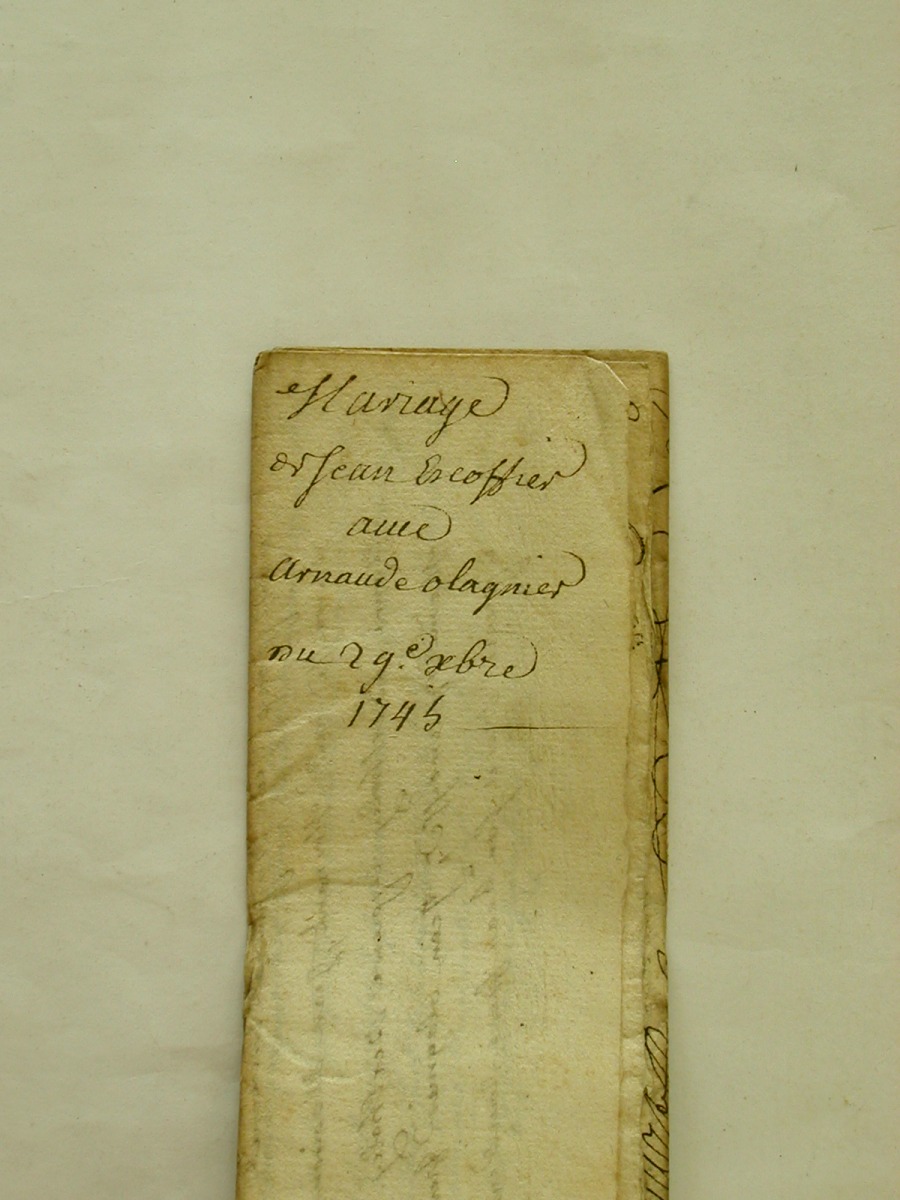 Mariage
de Jean Escoffier
avec
arnaude olagnier
Du 29.e xbre
1745